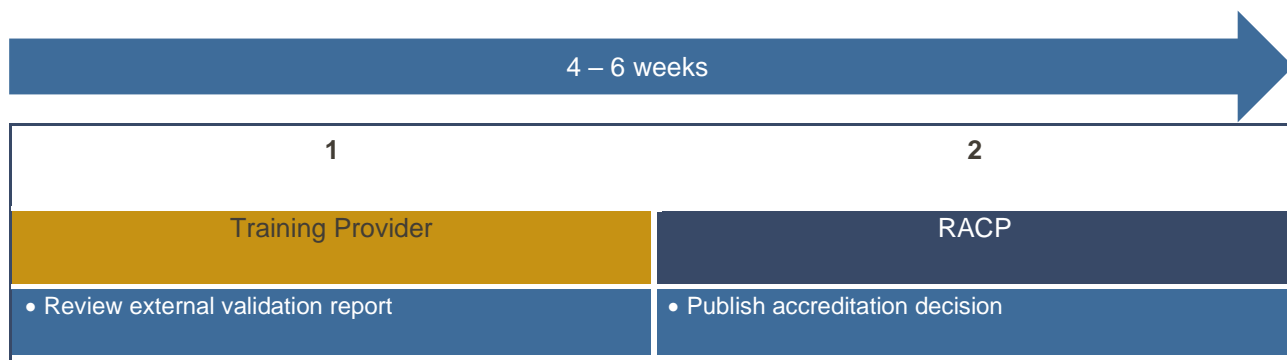 4 – 6 weeks
1
2
Training Provider
RACP
• Review external validation report
• Publish accreditation decision